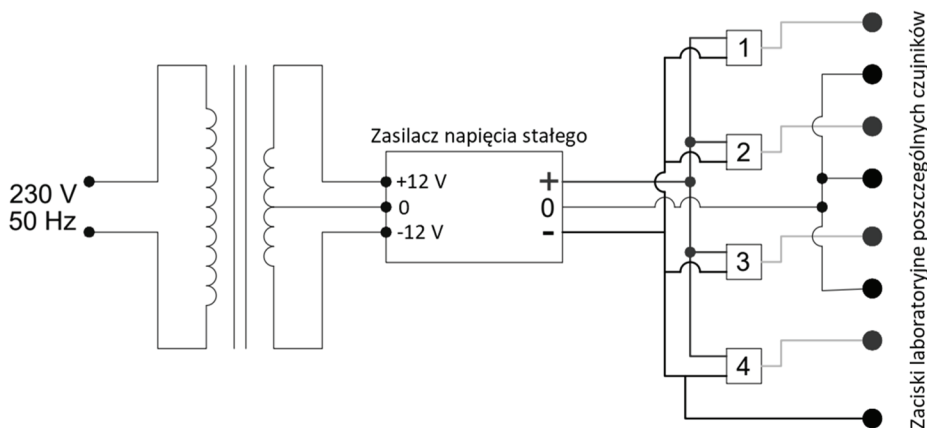 230 V
50 Hz
Zasilacz napięcia stałego
+12 V
0
-12 V
+
0
-
1
2
3
4
Zaciski laboratoryjne poszczególnych czujników